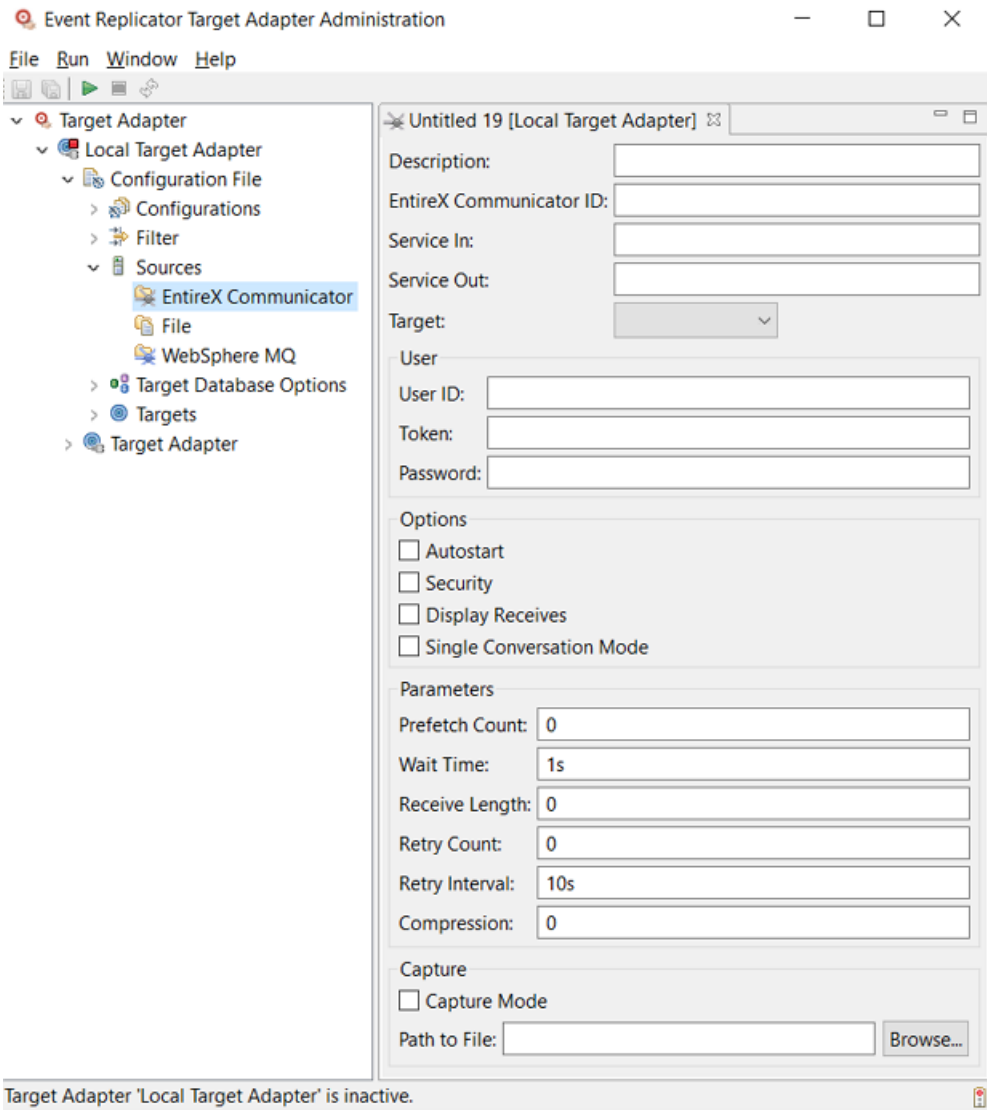 Event Replicator Target Adapter Administration
File Run Window Help
Target Adapter
Local Target Adapter
Configuration File
Configurations
Filter
Sources
EntireX Communicator
File
WebSphere MQ
Target Database Options
Targets
Target Adapter
Untitled 19 [Local Target Adapter]
Description:
EntireX Communicator ID:
Service In:
Service Out:
Target:
User
User ID:
Token:
Password:
Options
Autostart
Security
Display Receives
Single Conversation Mode
Parameters
Prefetch Count: 0
Wait Time: 1s
Receive Length: 0
Retry Count: 0
Retry Interval: 10s
Compression: 0
Capture
Capture Mode
Path to File: Browse...
Target Adapter 'Local Target Adapter' is inactive.